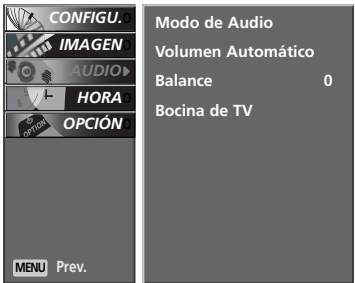 CONFIGU.
IMAGEN
AUDIO
HORA
OPCIÓN
MENU Prev.
Modo de Audio
Volumen Automático
Balance 0
Bocina de TV